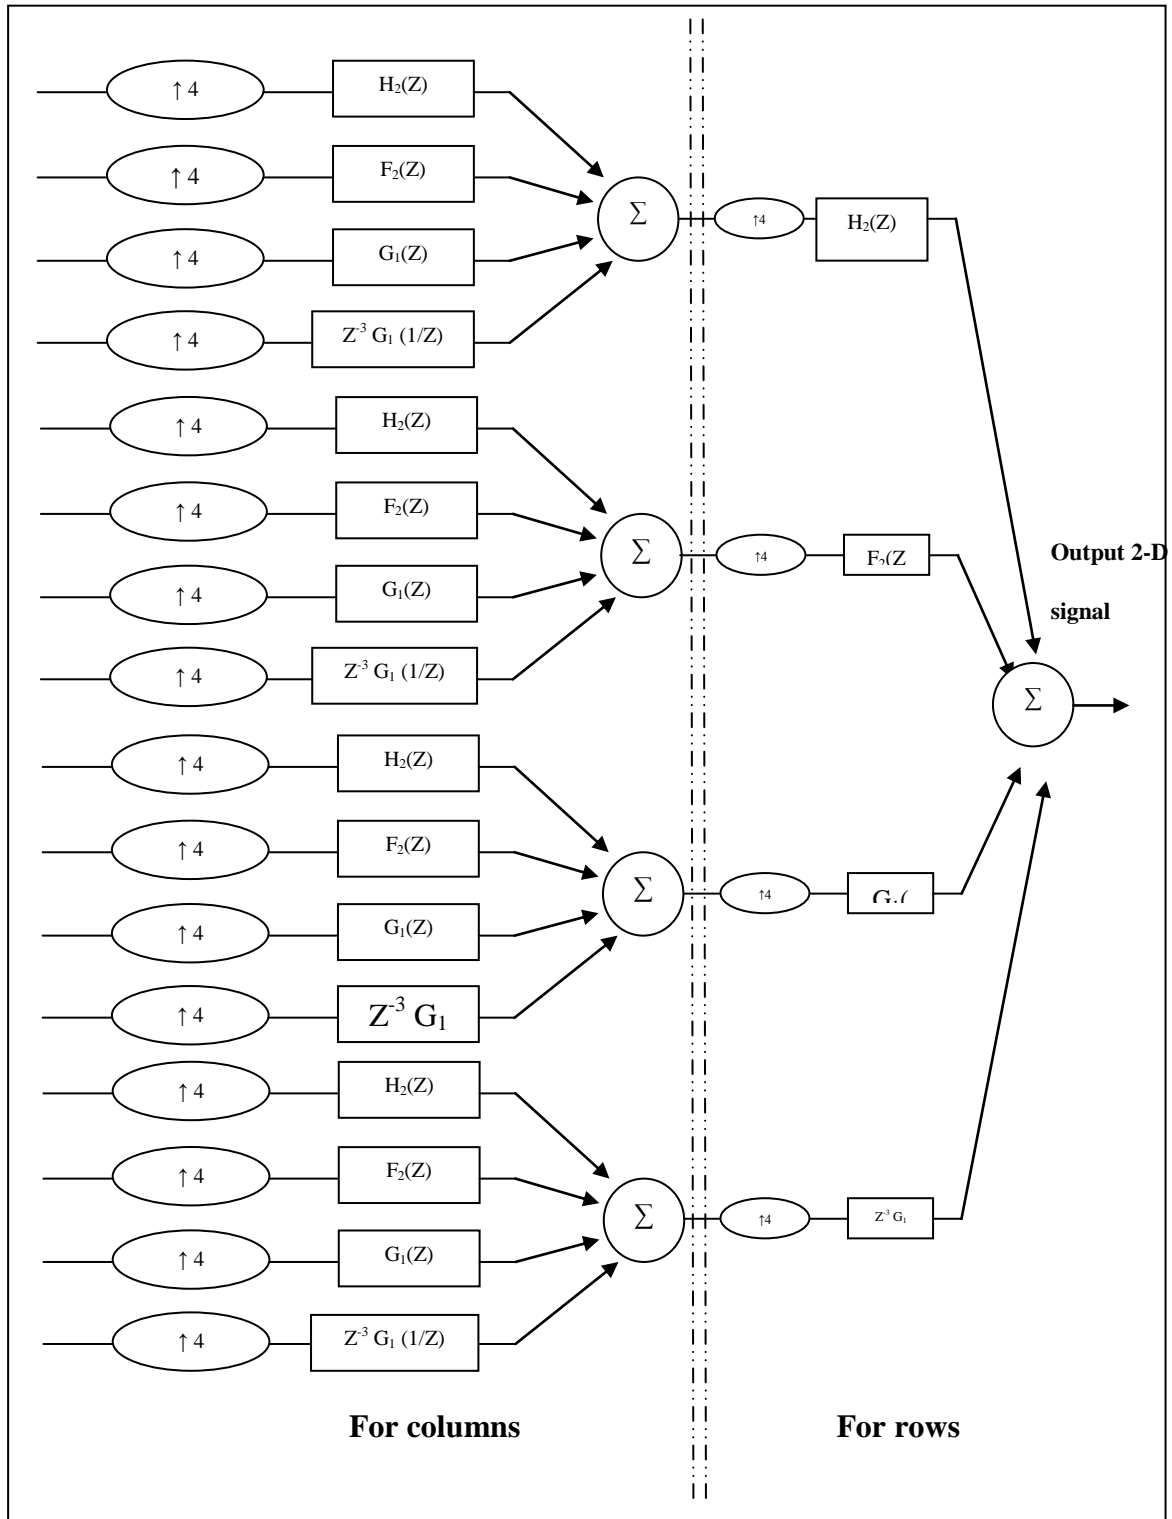 ↑ 4
H₂(Z)
↑ 4
F₂(Z)
↑ 4
G₁(Z)
↑ 4
Z⁻³ G₁ (1/Z)
Σ
↑4
H₂(Z)
↑ 4
H₂(Z)
↑ 4
F₂(Z)
↑ 4
G₁(Z)
↑ 4
Z⁻³ G₁ (1/Z)
Σ
↑4
F₂(Z
↑ 4
H₂(Z)
↑ 4
F₂(Z)
↑ 4
G₁(Z)
↑ 4
Z⁻³ G₁
Σ
↑4
G₁(
↑ 4
H₂(Z)
↑ 4
F₂(Z)
↑ 4
G₁(Z)
↑ 4
Z⁻³ G₁ (1/Z)
Σ
↑4
Z⁻³ G₁
Output 2-D
signal
Σ
For columns
For rows